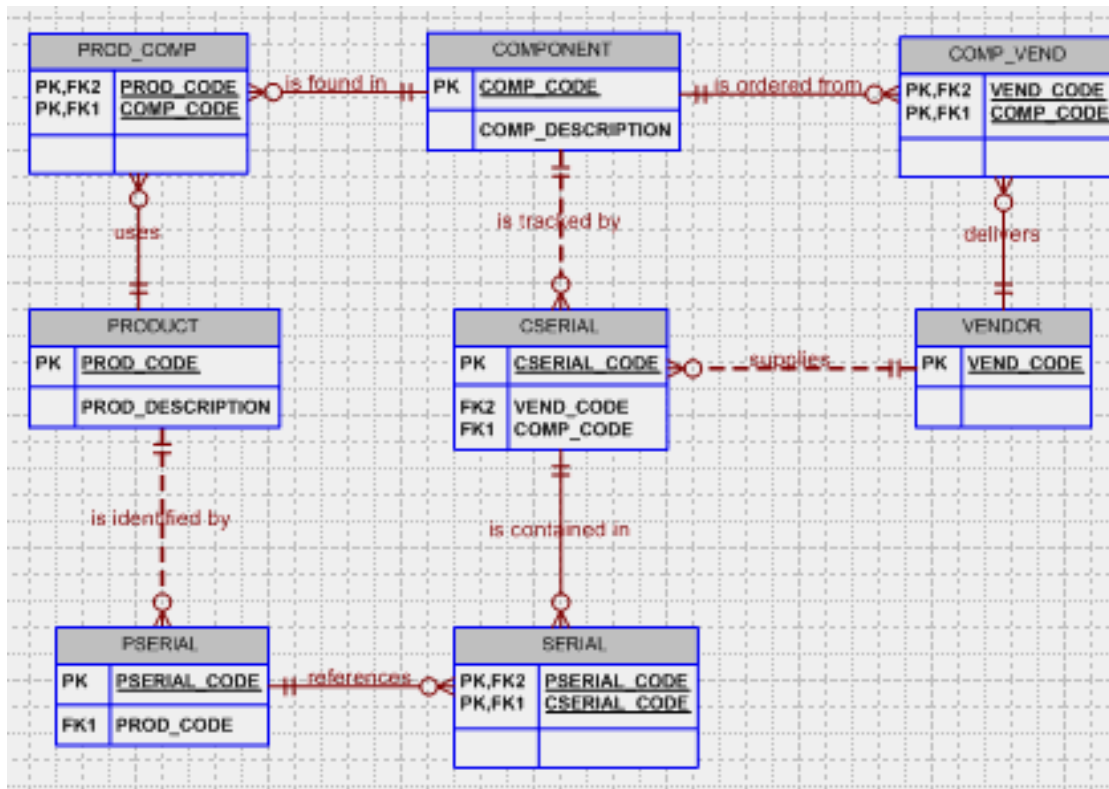 PROD_COMP
PK,FK2 PROD_CODE
PK,FK1 COMP_CODE
is found in
COMPONENT
PK COMP_CODE
COMP_DESCRIPTION
is ordered from
COMP_VEND
PK,FK2 VEND_CODE
PK,FK1 COMP_CODE
uses
is tracked by
delivers
PRODUCT
PK PROD_CODE
PROD_DESCRIPTION
CSERIAL
PK CSERIAL_CODE
FK2 VEND_CODE
FK1 COMP_CODE
supplies
VENDOR
PK VEND_CODE
is identified by
is contained in
PSERIAL
PK PSERIAL_CODE
FK1 PROD_CODE
references
SERIAL
PK,FK2 PSERIAL_CODE
PK,FK1 CSERIAL_CODE